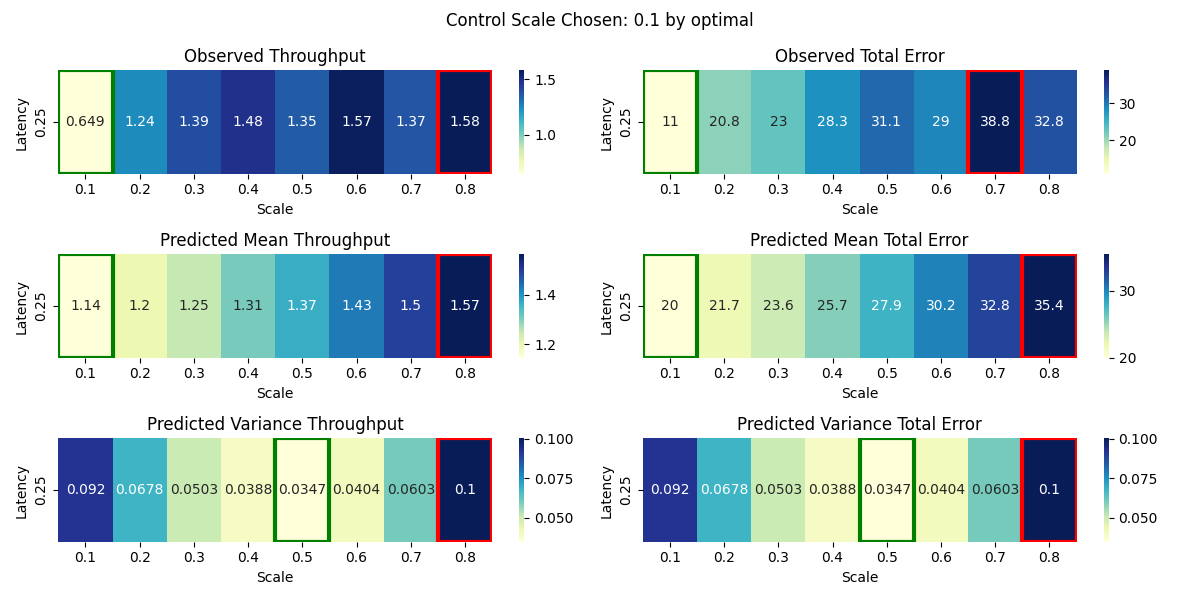 Control Scale Chosen: 0.1 by optimal
Observed Throughput
Latency
0.25
0.649 1.24 1.39 1.48 1.35 1.57 1.37 1.58
0.1 0.2 0.3 0.4 0.5 0.6 0.7 0.8
Scale
1.5
1.0
Observed Total Error
Latency
0.25
11 20.8 23 28.3 31.1 29 38.8 32.8
0.1 0.2 0.3 0.4 0.5 0.6 0.7 0.8
Scale
30
20
Predicted Mean Throughput
Latency
0.25
1.14 1.2 1.25 1.31 1.37 1.43 1.5 1.57
0.1 0.2 0.3 0.4 0.5 0.6 0.7 0.8
Scale
1.4
1.2
Predicted Mean Total Error
Latency
0.25
20 21.7 23.6 25.7 27.9 30.2 32.8 35.4
0.1 0.2 0.3 0.4 0.5 0.6 0.7 0.8
Scale
30
20
Predicted Variance Throughput
Latency
0.25
0.092 0.0678 0.0503 0.0388 0.0347 0.0404 0.0603 0.1
0.1 0.2 0.3 0.4 0.5 0.6 0.7 0.8
Scale
0.100
0.075
0.050
Predicted Variance Total Error
Latency
0.25
0.092 0.0678 0.0503 0.0388 0.0347 0.0404 0.0603 0.1
0.1 0.2 0.3 0.4 0.5 0.6 0.7 0.8
Scale
0.100
0.075
0.050